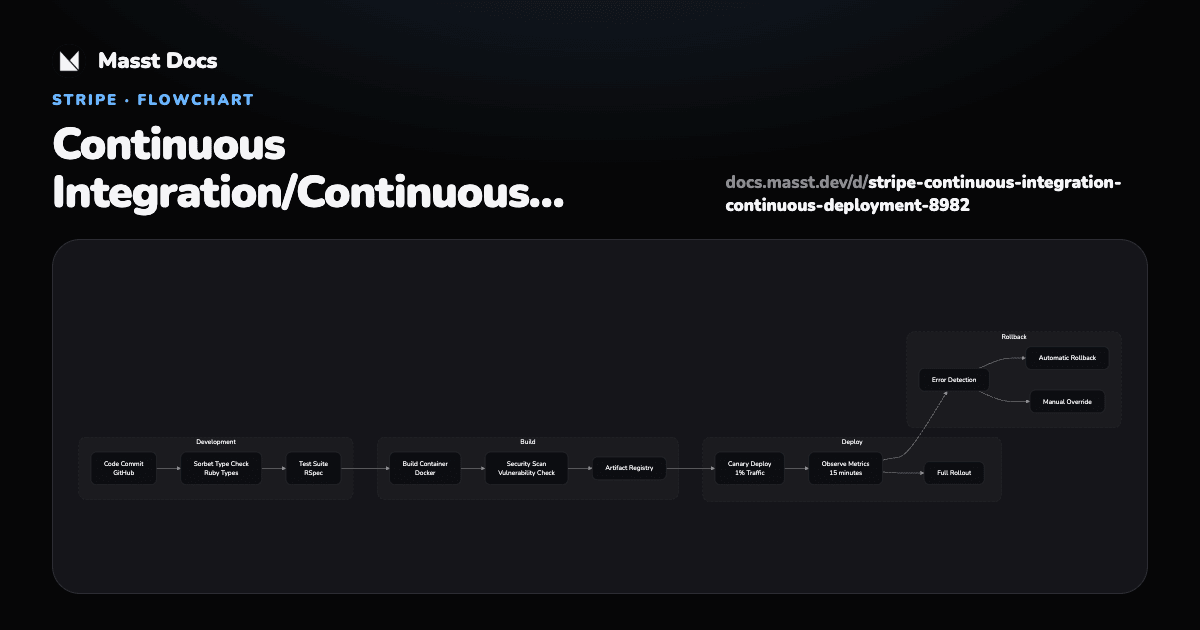 Masst Docs
STRIPE · FLOWCHART
Continuous
Integration/Continuous...
docs.masst.dev/d/stripe-continuous-integration-
continuous-deployment-8982
Rollback
Error Detection
Automatic Rollback
Manual Override
Development
Code Commit
GitHub
Sorbet Type Check
Ruby Types
Test Suite
RSpec
Build
Build Container
Docker
Security Scan
Vulnerability Check
Artifact Registry
Deploy
Canary Deploy
1% Traffic
Observe Metrics
15 minutes
Full Rollout